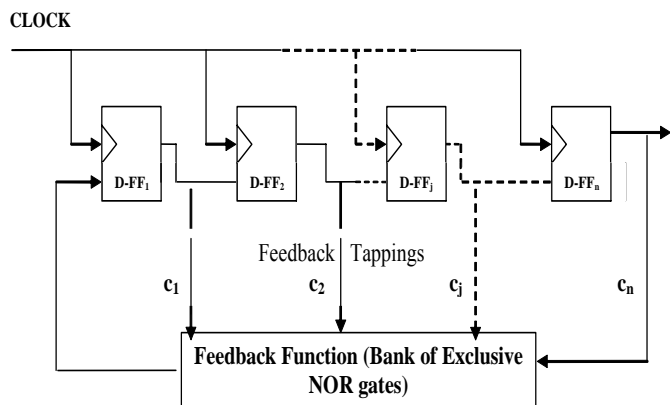 CLOCK
D-FF₁ D-FF₂ D-FFⱼ D-FFₙ
Feedback Tappings
c₁ c₂ cⱼ cₙ
Feedback Function (Bank of Exclusive
NOR gates)